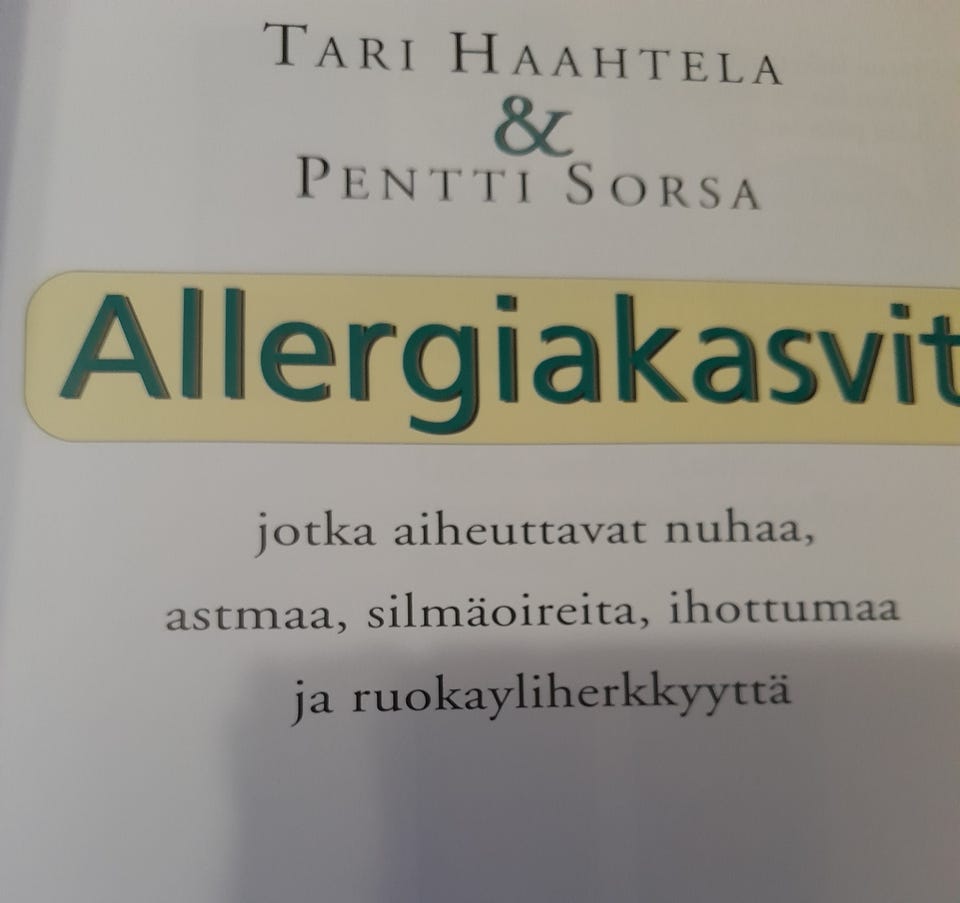 TARI HAAHTELA
&
PENTTI SORSA
Allergiakasvit
jotka aiheuttavat nuhaa,
astmaa, silmäoireita, ihottumaa
ja ruokayliherkkyyttä